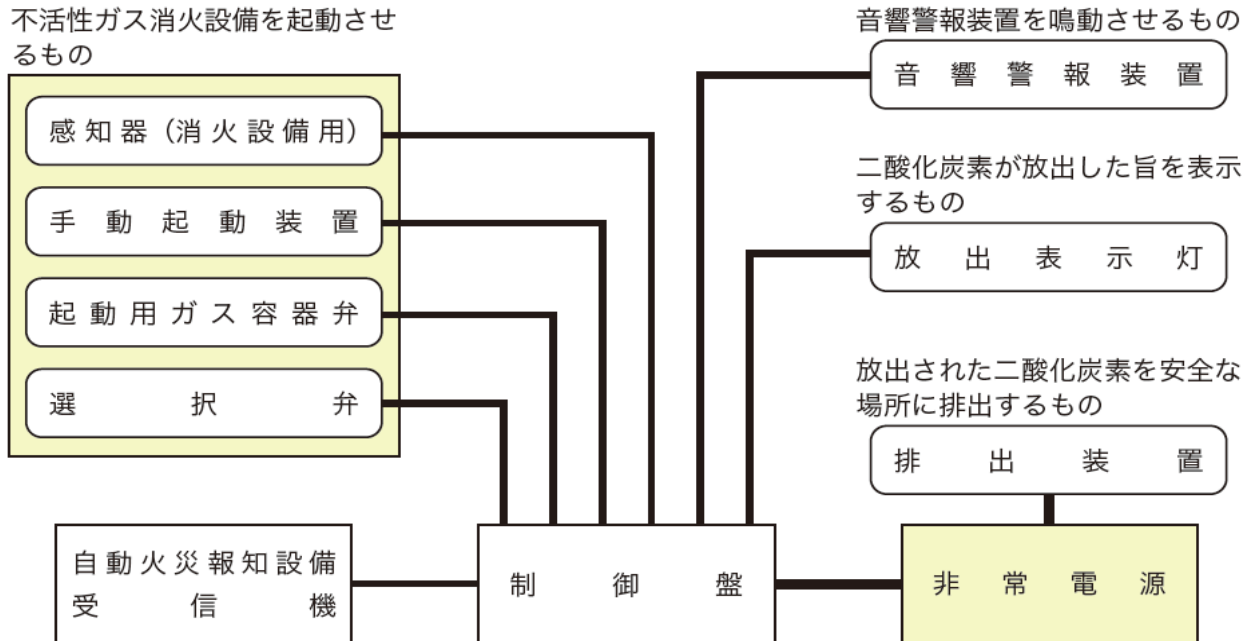 不活性ガス消火設備を起動させ
るもの
感知器（消火設備用）
手動起動装置
起動用ガス容器弁
選択弁
音響警報装置を鳴動させるもの
音響警報装置
二酸化炭素が放出した旨を表示
するもの
放出表示灯
放出された二酸化炭素を安全な
場所に排出するもの
排出装置
自動火災報知設備
受信機
制御盤
非常電源